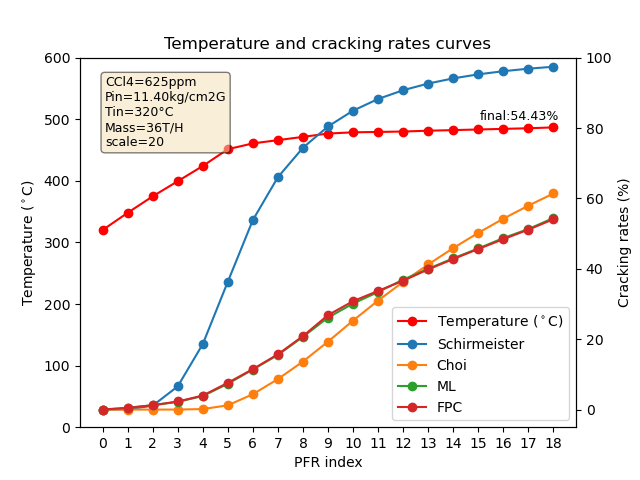 Temperature and cracking rates curves
600
500
400
300
200
100
0
Temperature (°C)
CCl4=625ppm
Pin=11.40kg/cm2G
Tin=320°C
Mass=36T/H
scale=20
final:54.43%
Temperature (°C)
Schirmeister
Choi
ML
FPC
100
80
60
40
20
0
Cracking rates (%)
0 1 2 3 4 5 6 7 8 9 10 11 12 13 14 15 16 17 18
PFR index